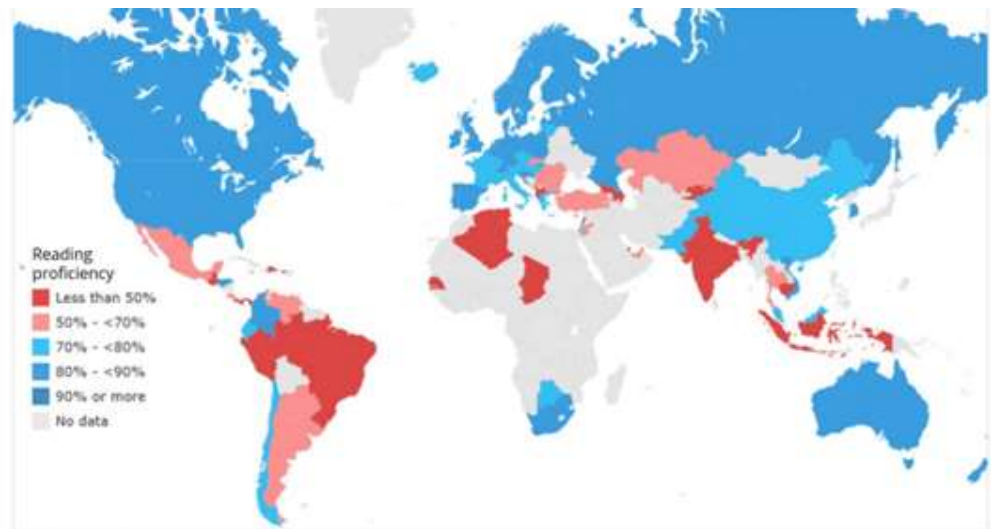 Reading
proficiency
Less than 50%
50% - <70%
70% - <80%
80% - <90%
90% or more
No data